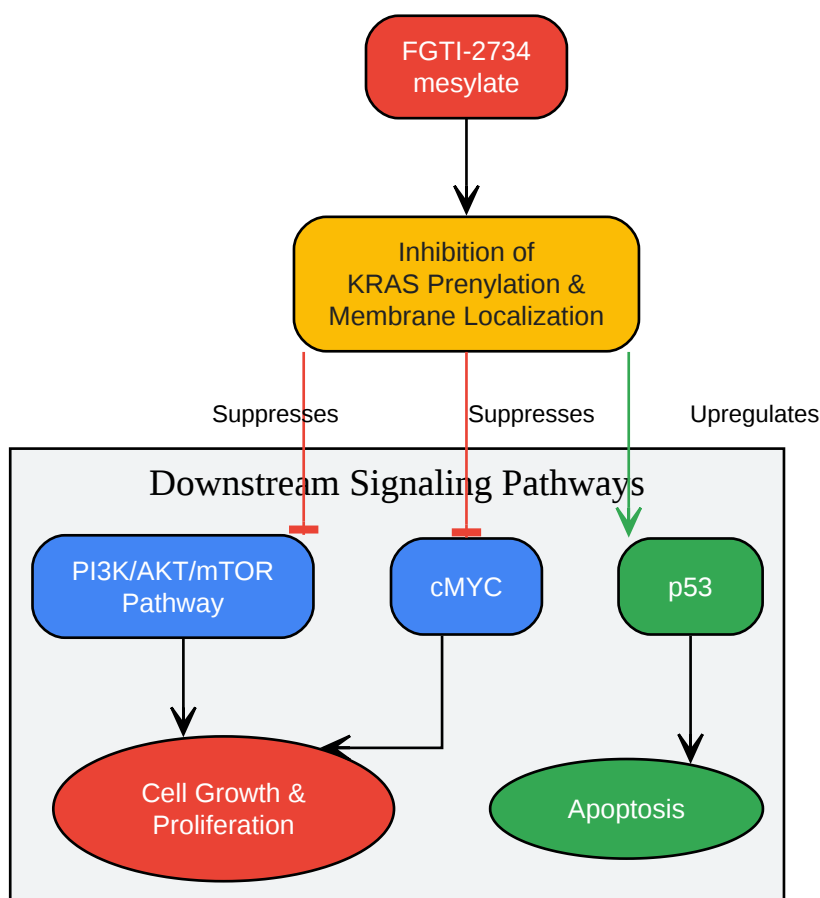 FGTI-2734
mesylate
Inhibition of
KRAS Prenylation &
Membrane Localization
Suppresses
Suppresses
Upregulates
Downstream Signaling Pathways
PI3K/AKT/mTOR
Pathway
cMYC
p53
Cell Growth &
Proliferation
Apoptosis